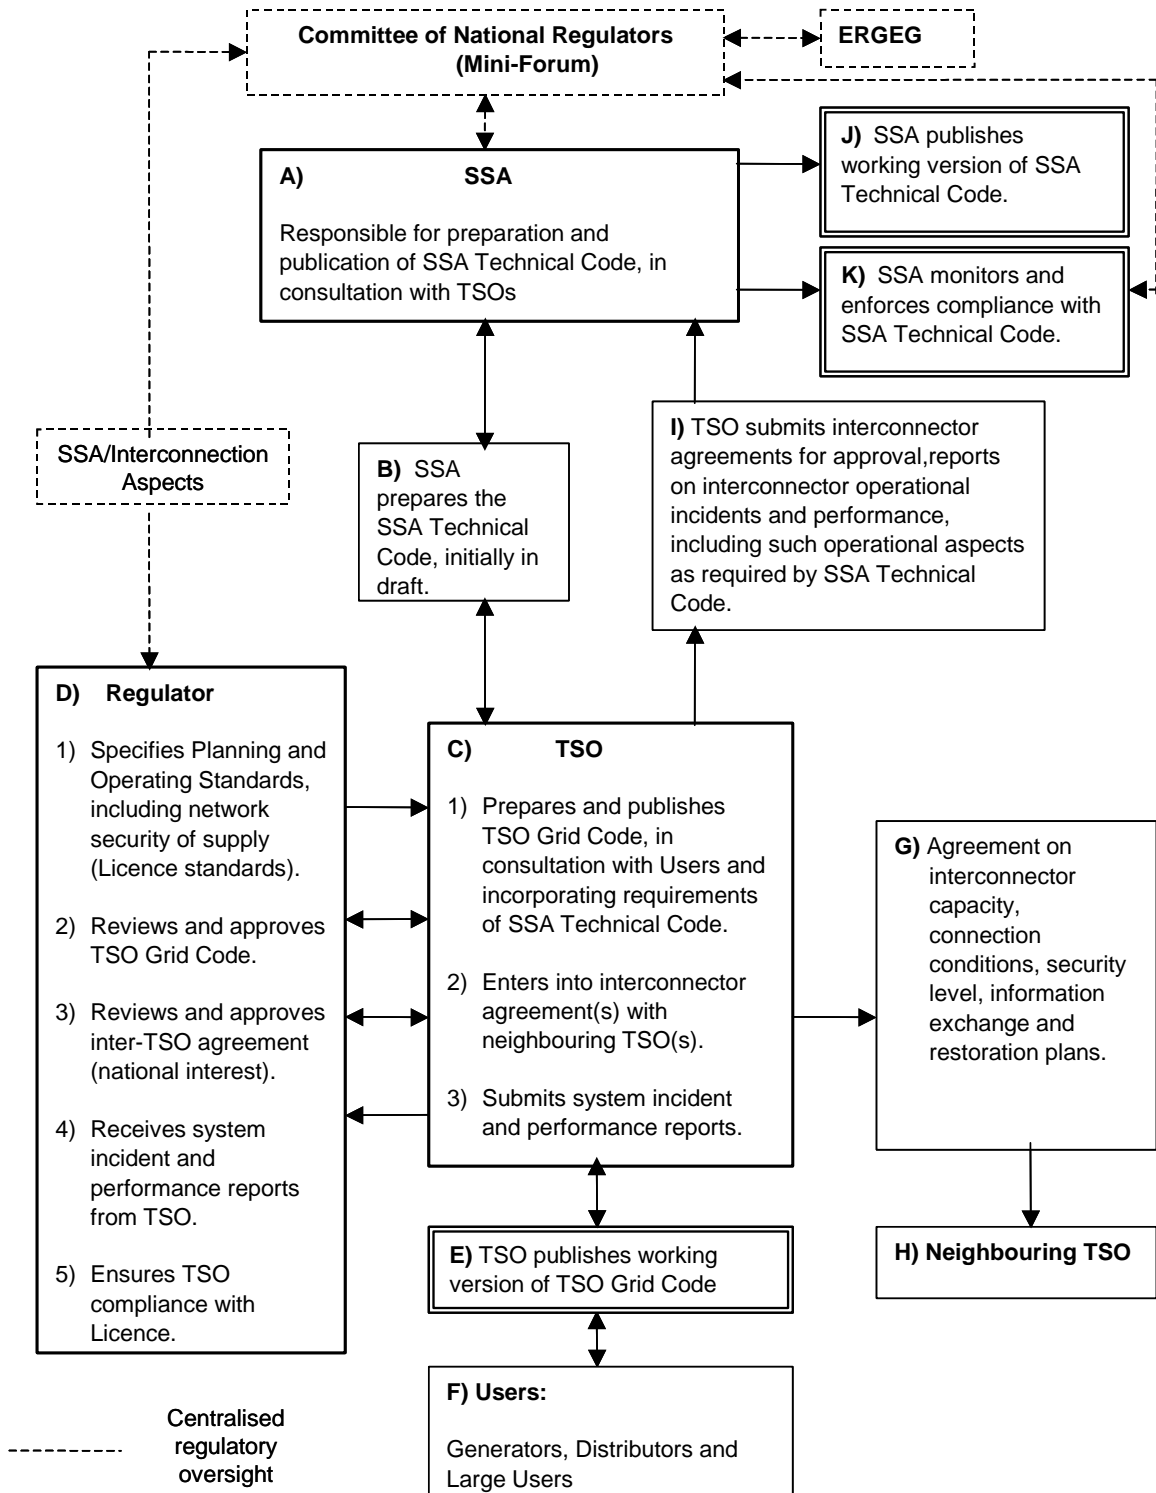 Committee of National Regulators
(Mini-Forum)
ERGEG
A) SSA
Responsible for preparation and
publication of SSA Technical Code, in
consultation with TSOs
J) SSA publishes
working version of SSA
Technical Code.
K) SSA monitors and
enforces compliance with
SSA Technical Code.
SSA/Interconnection
Aspects
B) SSA
prepares the
SSA Technical
Code, initially in
draft.
I) TSO submits interconnector
agreements for approval,reports
on interconnector operational
incidents and performance,
including such operational aspects
as required by SSA Technical
Code.
D) Regulator
1) Specifies Planning and
Operating Standards,
including network
security of supply
(Licence standards).
2) Reviews and approves
TSO Grid Code.
3) Reviews and approves
inter-TSO agreement
(national interest).
4) Receives system
incident and
performance reports
from TSO.
5) Ensures TSO
compliance with
Licence.
C) TSO
1) Prepares and publishes
TSO Grid Code, in
consultation with Users and
incorporating requirements
of SSA Technical Code.
2) Enters into interconnector
agreement(s) with
neighbouring TSO(s).
3) Submits system incident
and performance reports.
G) Agreement on
interconnector
capacity,
connection
conditions, security
level, information
exchange and
restoration plans.
H) Neighbouring TSO
E) TSO publishes working
version of TSO Grid Code
F) Users:
Generators, Distributors and
Large Users
Centralised
regulatory
oversight